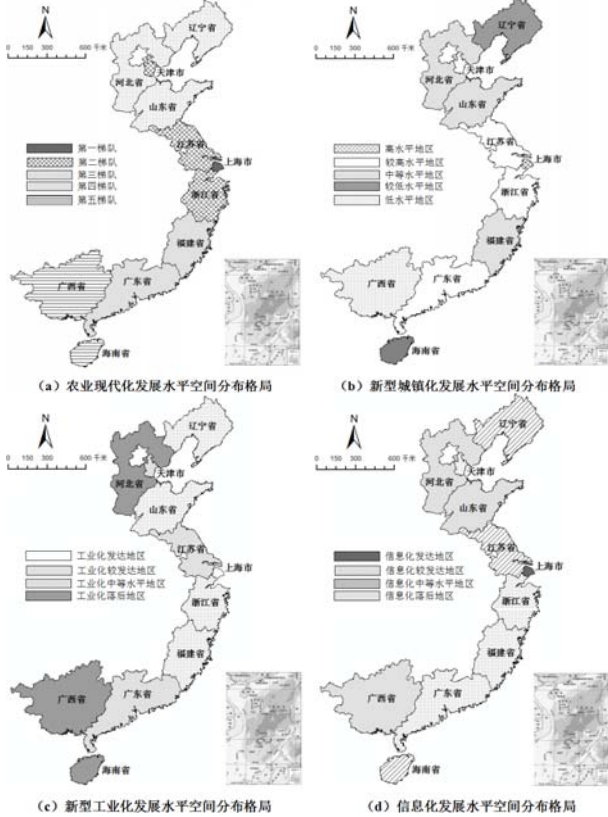 (a)
N
0 150 300 600 千米
辽宁省
天津市
河北省
山东省
江苏省
上海市
浙江省
福建省
广东省
广西省
海南省
第一梯队
第二梯队
第三梯队
第四梯队
第五梯队
(a)农业现代化发展水平空间分布格局
(b)
N
0 150 300 600 千米
辽宁省
天津市
河北省
山东省
江苏省
上海市
浙江省
福建省
广东省
广西省
海南省
高水平地区
较高水平地区
中等水平地区
较低水平地区
低水平地区
(b)新型城镇化发展水平空间分布格局
N
0 150 300 600 千米
辽宁省
天津市
河北省
山东省
江苏省
上海市
浙江省
福建省
广东省
广西省
海南省
工业化发达地区
工业化较发达地区
工业化中等水平地区
工业化落后地区
(c)新型工业化发展水平空间分布格局
N
0 150 300 600 千米
辽宁省
天津市
河北省
山东省
江苏省
上海市
浙江省
福建省
广东省
广西省
海南省
信息化发达地区
信息化较发达地区
信息化中等水平地区
信息化落后地区
(d)信息化发展水平空间分布格局